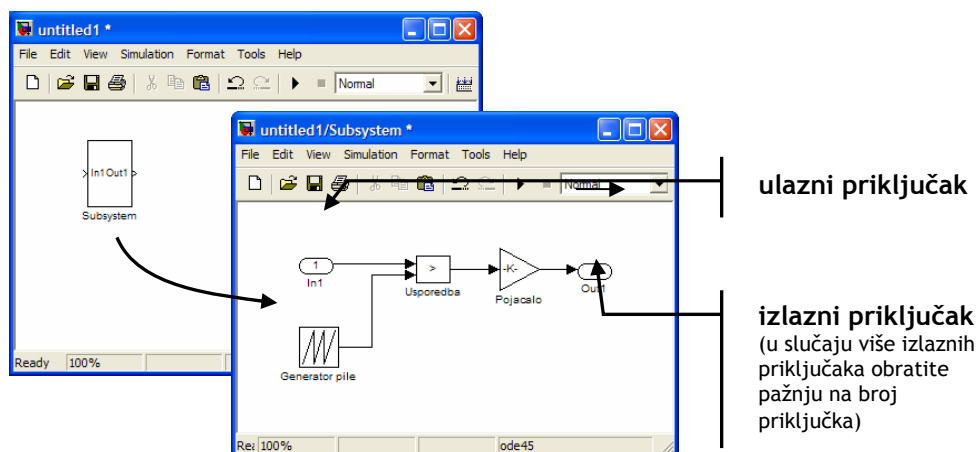 untitled1 *
File Edit View Simulation Format Tools Help
Normal
In1 Out1
Subsystem
Ready 100%
untitled1/Subsystem *
File Edit View Simulation Format Tools Help
Normal
1
In1
>
Usporedba
-K-
Pojacalo
Out1
Generator pile
100% ode45
ulazni priključak
izlazni priključak
(u slučaju više izlaznih
priključaka obratite
pažnju na broj
priključka)